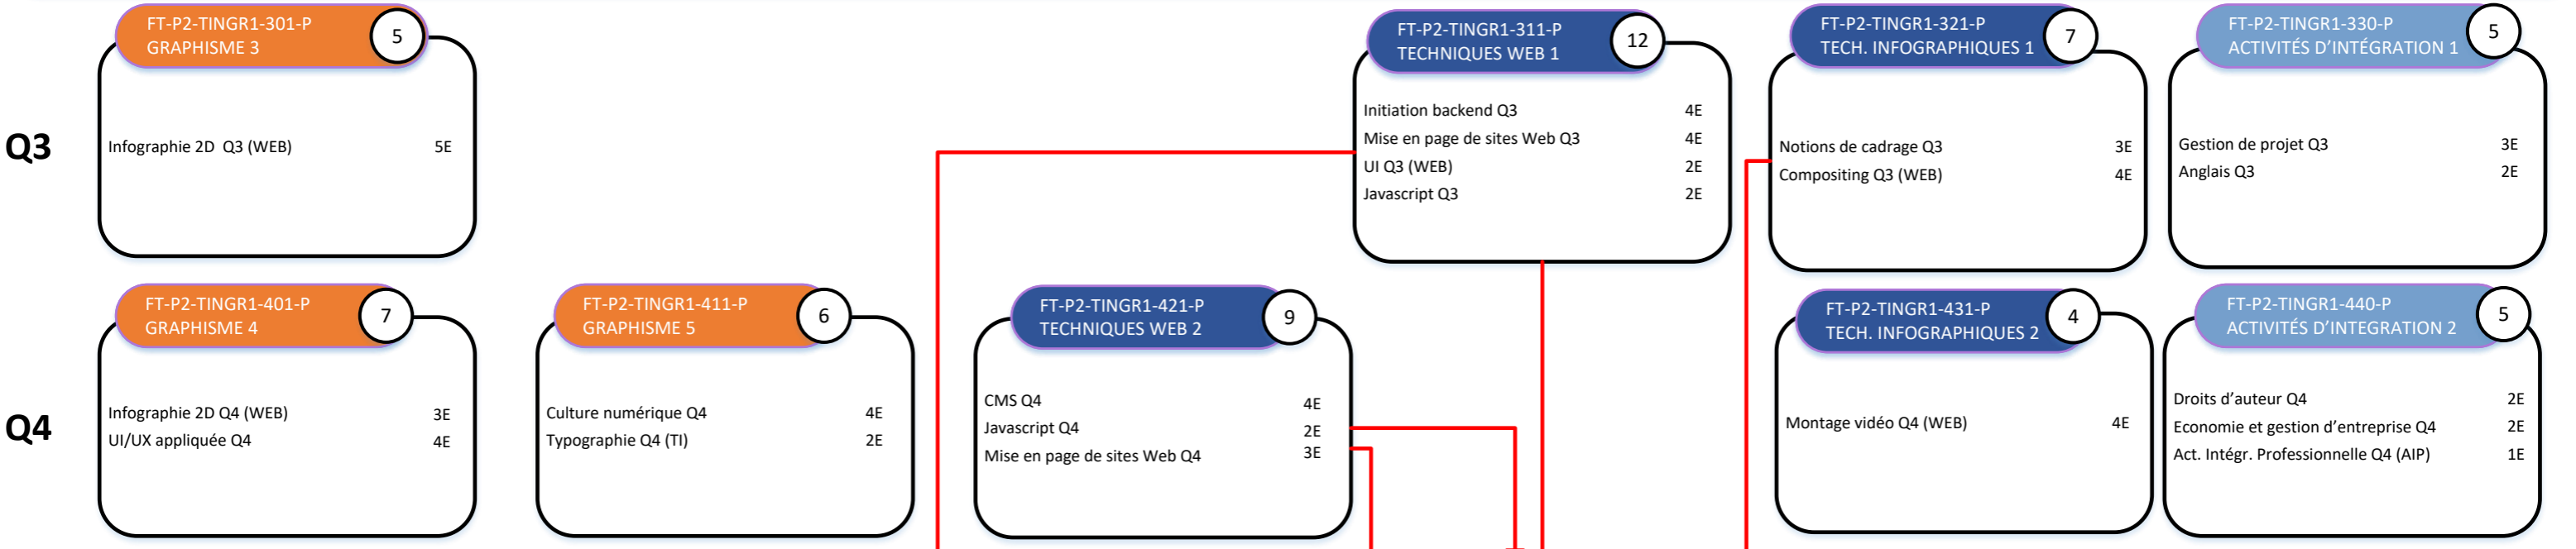 Q3
FT-P2-TINGR1-301-P
GRAPHISME 3
5
Infographie 2D Q3 (WEB) 5E
FT-P2-TINGR1-311-P
TECHNIQUES WEB 1
12
Initiation backend Q3 4E
Mise en page de sites Web Q3 4E
UI Q3 (WEB) 2E
Javascript Q3 2E
FT-P2-TINGR1-321-P
TECH. INFOGRAPHIQUES 1
7
Notions de cadrage Q3 3E
Compositing Q3 (WEB) 4E
FT-P2-TINGR1-330-P
ACTIVITÉS D’INTÉGRATION 1
5
Gestion de projet Q3 3E
Anglais Q3 2E
Q4
FT-P2-TINGR1-401-P
GRAPHISME 4
7
Infographie 2D Q4 (WEB) 3E
UI/UX appliquée Q4 4E
FT-P2-TINGR1-411-P
GRAPHISME 5
6
Culture numérique Q4 4E
Typographie Q4 (TI) 2E
FT-P2-TINGR1-421-P
TECHNIQUES WEB 2
9
CMS Q4 4E
Javascript Q4 2E
Mise en page de sites Web Q4 3E
FT-P2-TINGR1-431-P
TECH. INFOGRAPHIQUES 2
4
Montage vidéo Q4 (WEB) 4E
FT-P2-TINGR1-440-P
ACTIVITÉS D’INTEGRATION 2
5
Droits d’auteur Q4 2E
Economie et gestion d’entreprise Q4 2E
Act. Intégr. Professionnelle Q4 (AIP) 1E